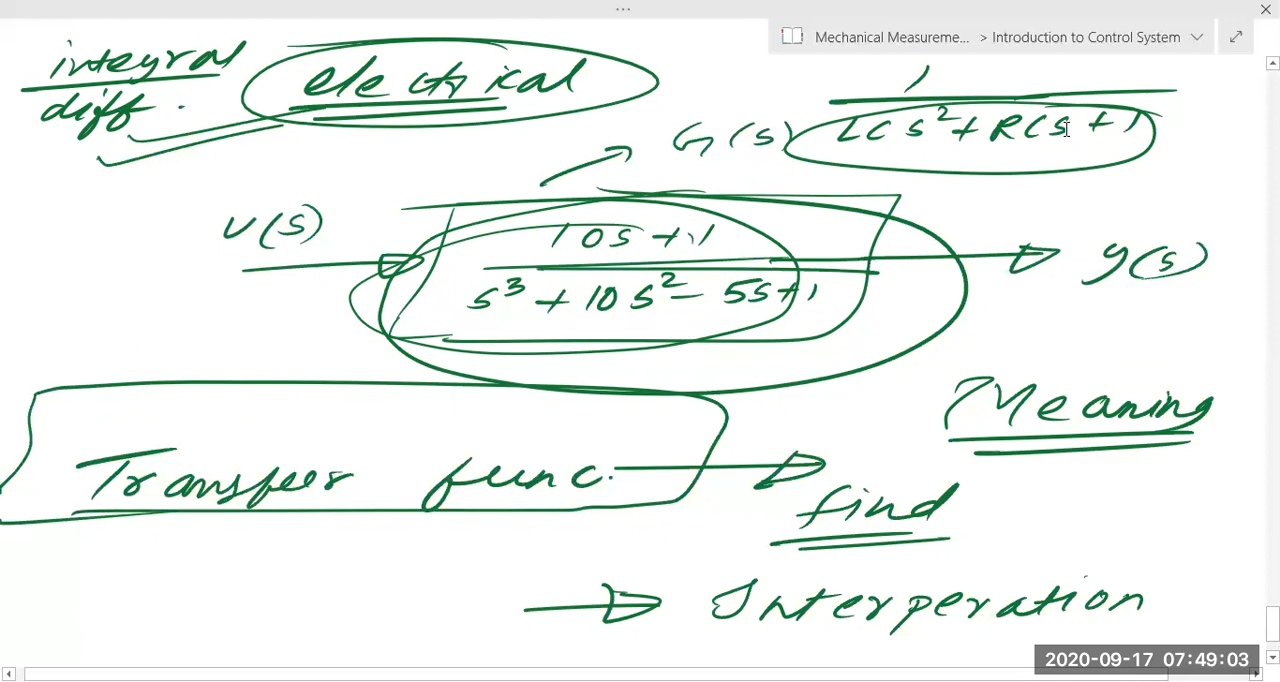 ...
Mechanical Measureme... > Introduction to Control System
integral
diff.
electrical
G(s)
1
LCs²+RCs+1
U(s)
10s+1
s³+10s²-5s+1
y(s)
Meaning
Transfer func.
find
Interperation
2020-09-17 07:49:03